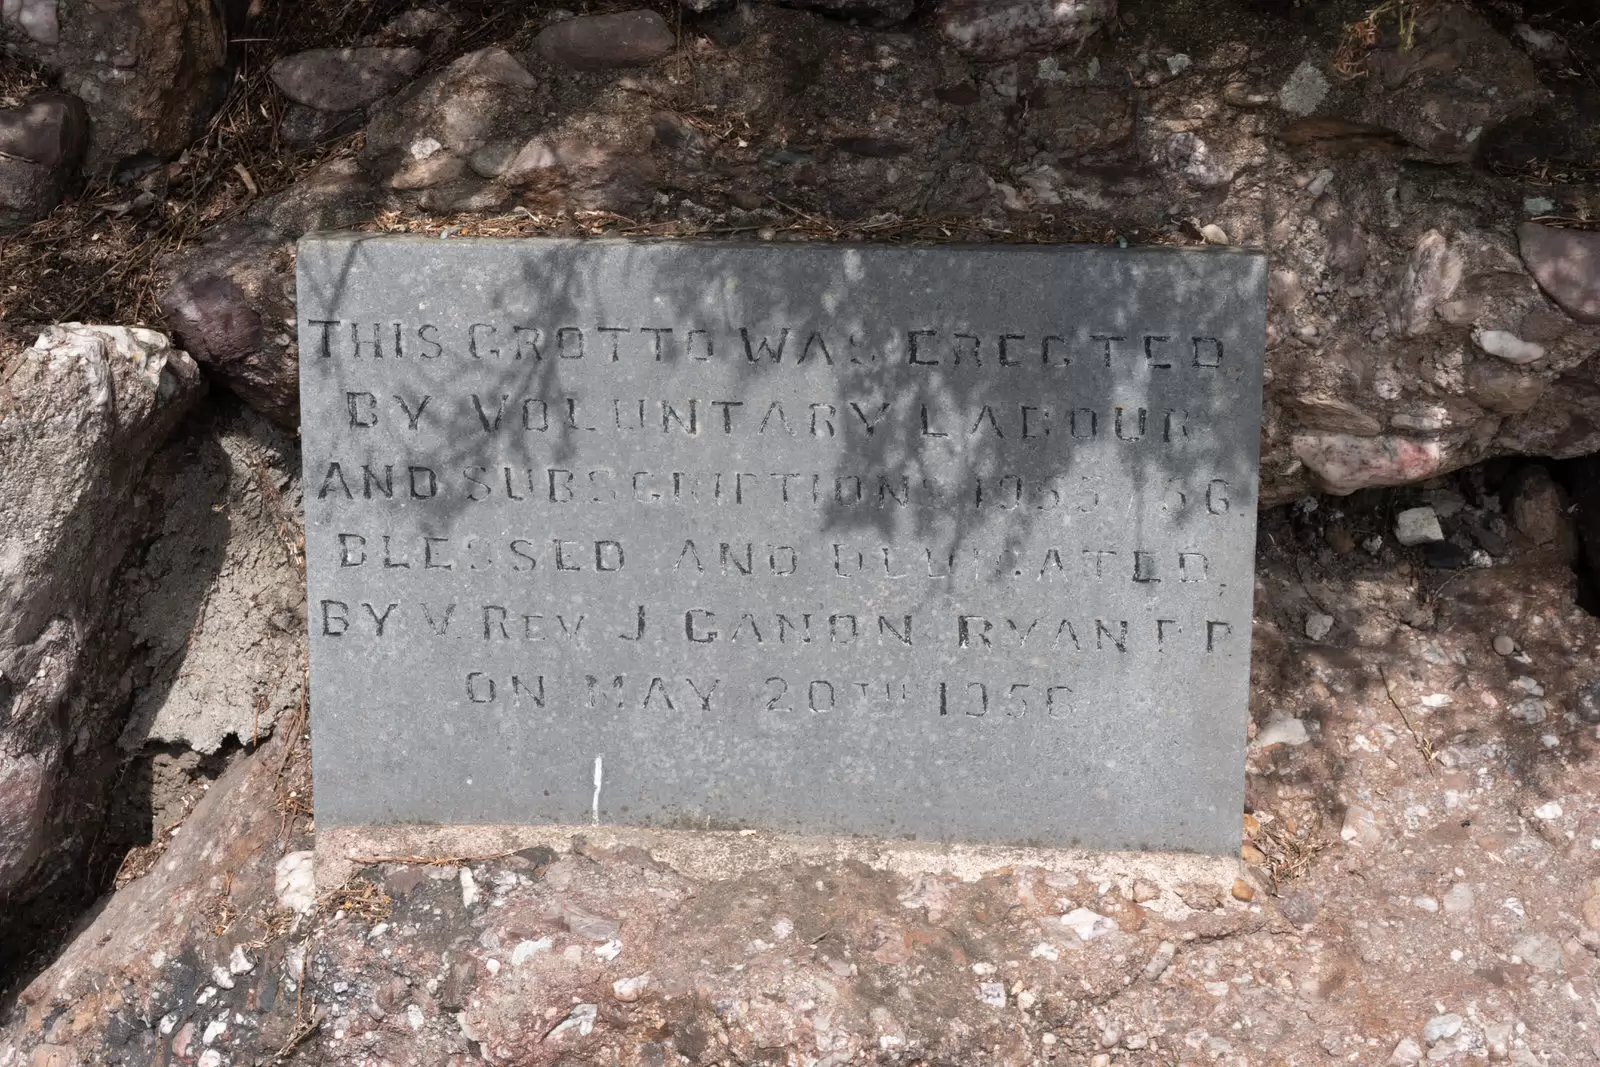 THIS GROTTO WAS ERECTED,
BY VOLUNTARY LABOUR
AND SUBSCRIPTIONS 1955/56.
BLESSED AND DEDICATED,
BY V. REV J. CANON RYAN P.P.
ON MAY 20TH 1956